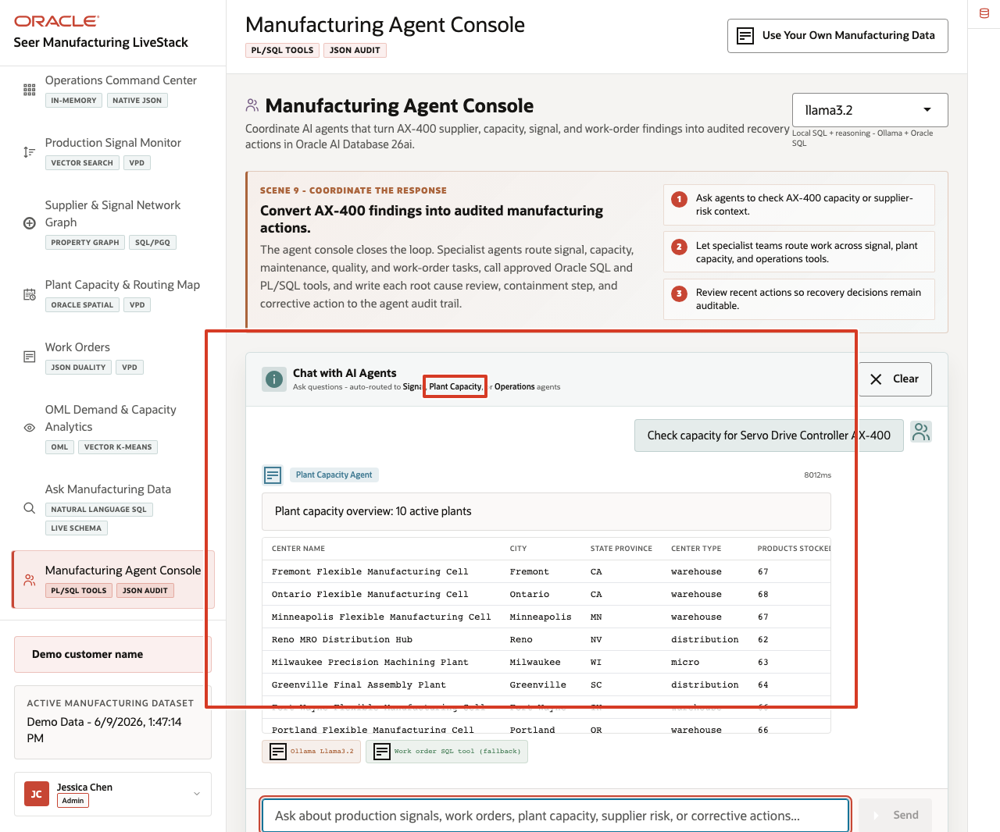 ORACLE
Seer Manufacturing LiveStack
Operations Command Center
IN-MEMORY
NATIVE JSON
Production Signal Monitor
VECTOR SEARCH
VPD
Supplier & Signal Network
Graph
PROPERTY GRAPH
SQL/PGQ
Plant Capacity & Routing Map
ORACLE SPATIAL
VPD
Work Orders
JSON DUALITY
VPD
OML Demand & Capacity
Analytics
OML
VECTOR K-MEANS
Ask Manufacturing Data
NATURAL LANGUAGE SQL
LIVE SCHEMA
Manufacturing Agent Console
PL/SQL TOOLS
JSON AUDIT
Demo customer name
ACTIVE MANUFACTURING DATASET
Demo Data - 6/9/2026, 1:47:14
PM
JC
Jessica Chen
Admin
Manufacturing Agent Console
PL/SQL TOOLS
JSON AUDIT
Use Your Own Manufacturing Data
Manufacturing Agent Console
Coordinate AI agents that turn AX-400 supplier, capacity, signal, and work-order findings into audited recovery
actions in Oracle AI Database 26ai.
llama3.2
Local SQL + reasoning - Ollama + Oracle
SQL
SCENE 9 - COORDINATE THE RESPONSE
Convert AX-400 findings into audited manufacturing
actions.
The agent console closes the loop. Specialist agents route signal, capacity,
maintenance, quality, and work-order tasks, call approved Oracle SQL and
PL/SQL tools, and write each root cause review, containment step, and
corrective action to the agent audit trail.
1
Ask agents to check AX-400 capacity or supplier-
risk context.
2
Let specialist teams route work across signal, plant
capacity, and operations tools.
3
Review recent actions so recovery decisions remain
auditable.
Chat with AI Agents
Ask questions - auto-routed to Signal, Plant Capacity, or Operations agents
Clear
Check capacity for Servo Drive Controller AX-400
Plant Capacity Agent
8012ms
Plant capacity overview: 10 active plants
CENTER NAME CITY STATE PROVINCE CENTER TYPE PRODUCTS STOCKED
Fremont Flexible Manufacturing Cell Fremont CA warehouse 67
Ontario Flexible Manufacturing Cell Ontario CA warehouse 68
Minneapolis Flexible Manufacturing Cell Minneapolis MN warehouse 67
Reno MRO Distribution Hub Reno NV distribution 62
Milwaukee Precision Machining Plant Milwaukee WI micro 63
Greenville Final Assembly Plant Greenville SC distribution 64
Fort Wayne Flexible Manufacturing Cell Fort Wayne IN warehouse 66
Portland Flexible Manufacturing Cell Portland OR warehouse 66
Ollama Llama3.2
Work order SQL tool (fallback)
Ask about production signals, work orders, plant capacity, supplier risk, or corrective actions...
Send